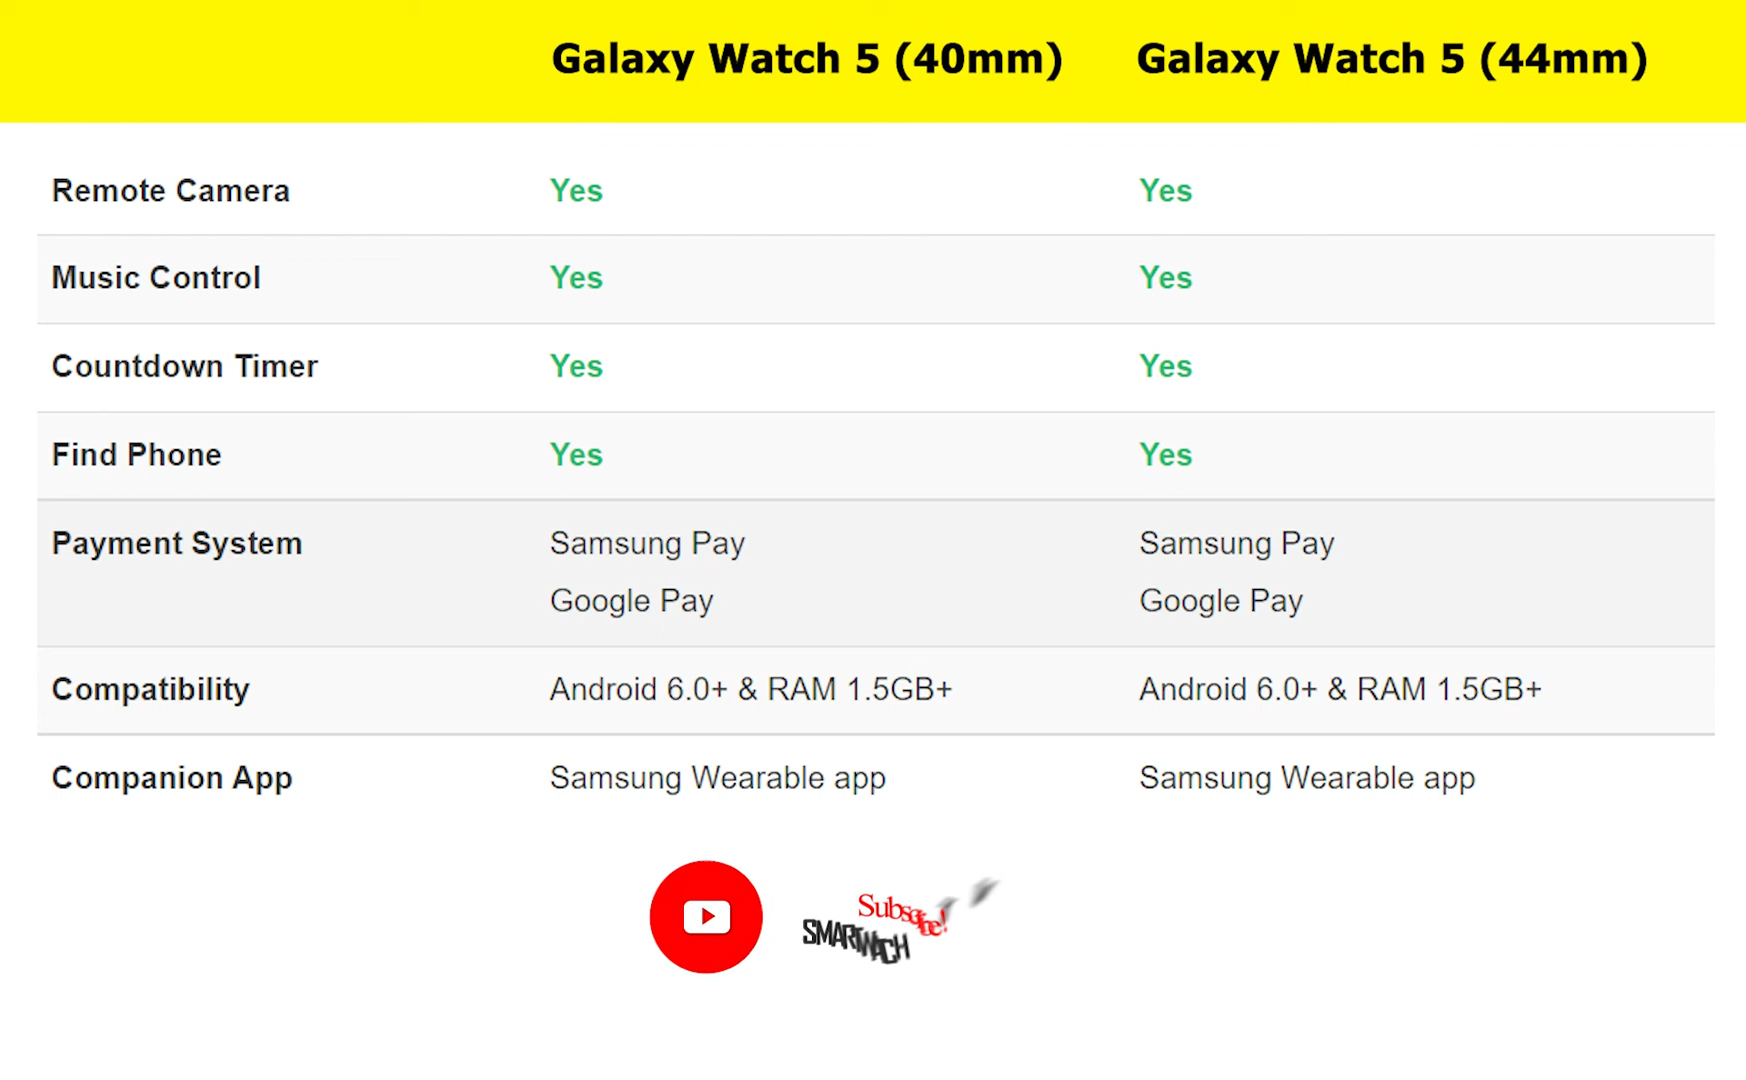 Galaxy Watch 5 (40mm) Galaxy Watch 5 (44mm)
Remote Camera Yes Yes
Music Control Yes Yes
Countdown Timer Yes Yes
Find Phone Yes Yes
Payment System Samsung Pay Samsung Pay
Google Pay Google Pay
Compatibility Android 6.0+ & RAM 1.5GB+ Android 6.0+ & RAM 1.5GB+
Companion App Samsung Wearable app Samsung Wearable app
Subscribe!